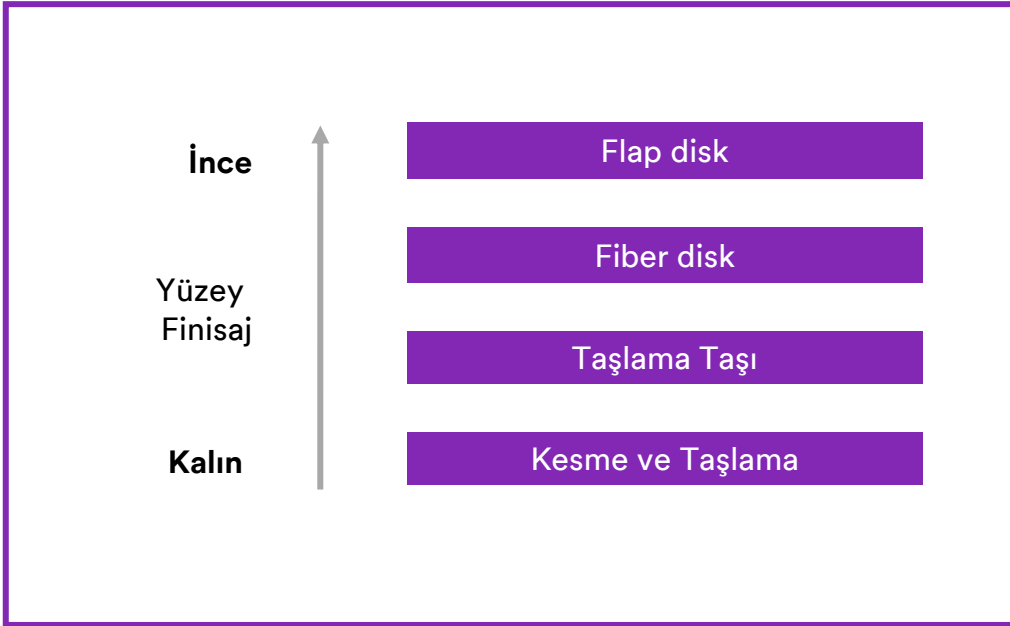 İnce
Flap disk
Fiber disk
Yüzey
Finisaj
Taşlama Taşı
Kalın
Kesme ve Taşlama